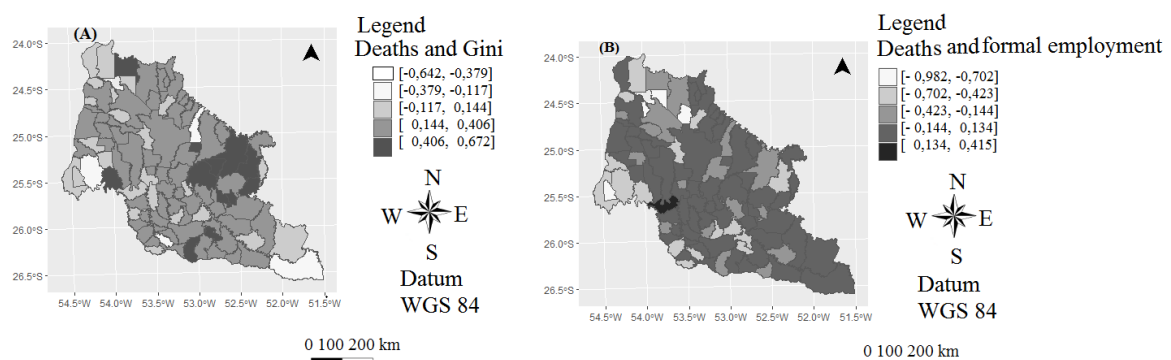 (A)
24.0°S
24.5°S
25.0°S
25.5°S
26.0°S
26.5°S
54.5°W 54.0°W 53.5°W 53.0°W 52.5°W 52.0°W 51.5°W
Legend
Deaths and Gini
[-0,642, -0,379]
[-0,379, -0,117]
[-0,117, 0,144]
[ 0,144, 0,406]
[ 0,406, 0,672]
N
W E
S
Datum
WGS 84
0 100 200 km
(B)
24.0°S
24.5°S
25.0°S
25.5°S
26.0°S
26.5°S
54.5°W 54.0°W 53.5°W 53.0°W 52.5°W 52.0°W 51.5°W
Legend
Deaths and formal employment
[- 0,982, -0,702]
[-0,702, -0,423]
[-0,423, -0,144]
[- 0,144, 0,134]
[ 0,134, 0,415]
N
W E
S
Datum
WGS 84
0 100 200 km